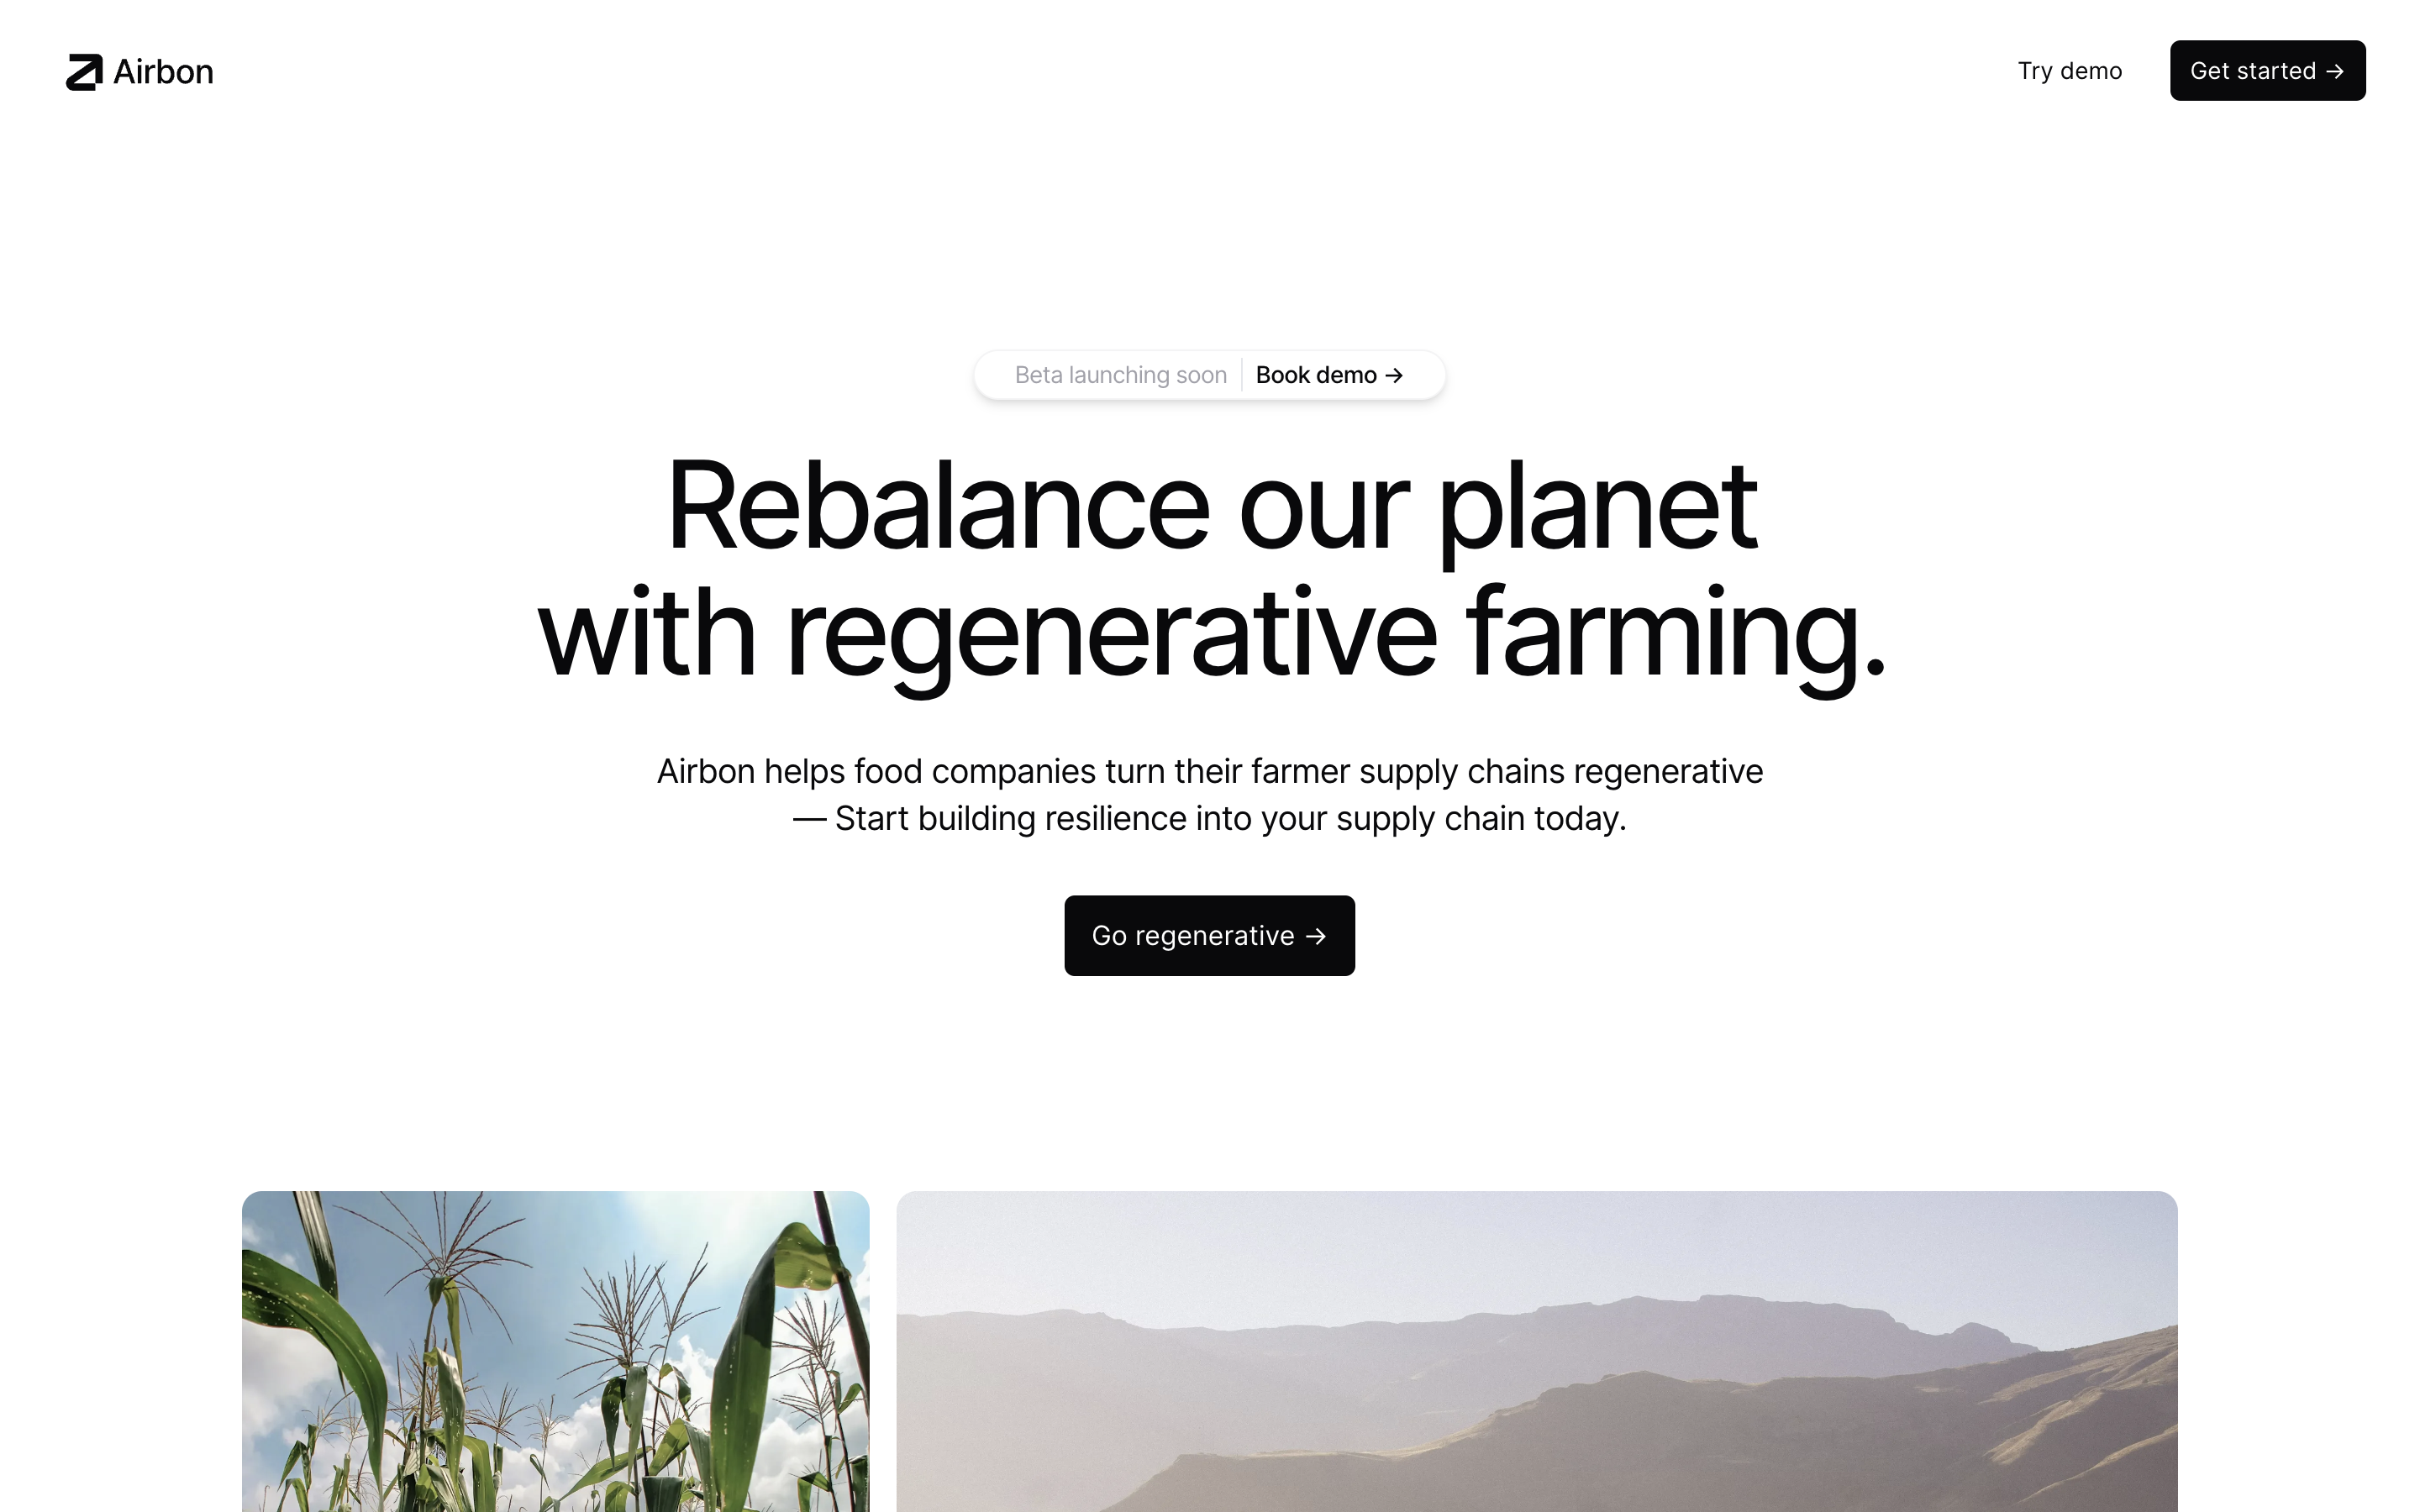 Airbon
Try demo
Get started →
Beta launching soon
Book demo →
Rebalance our planet
with regenerative farming.
Airbon helps food companies turn their farmer supply chains regenerative
— Start building resilience into your supply chain today.
Go regenerative →